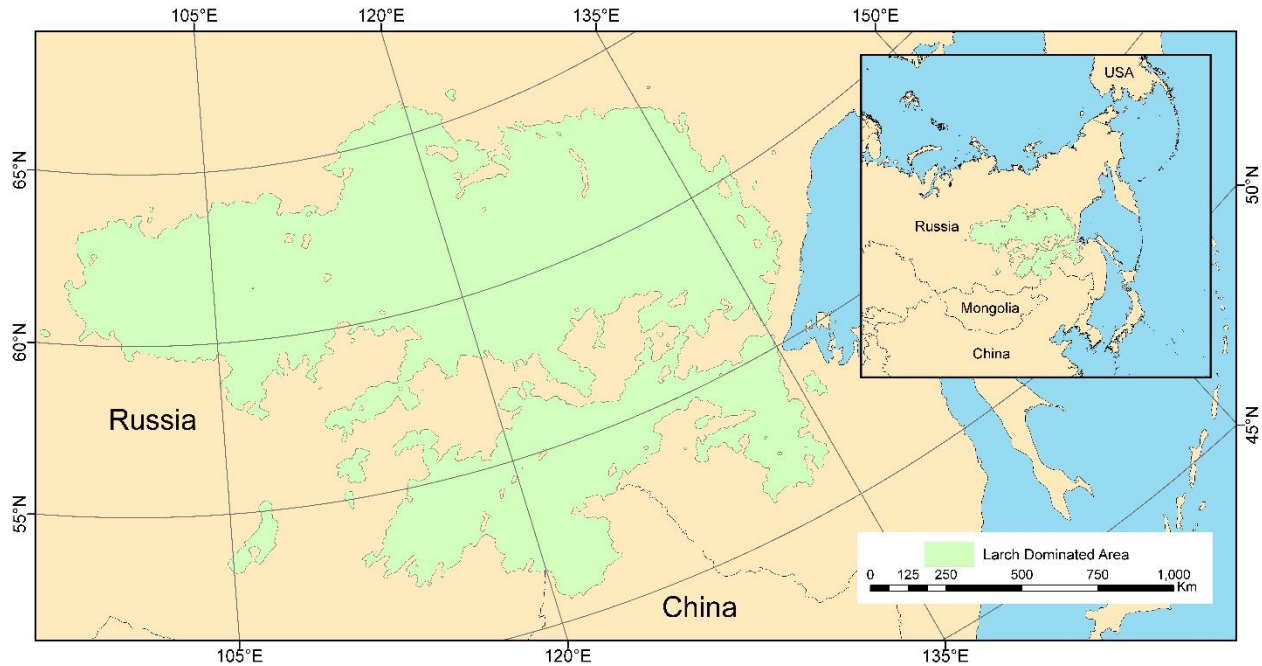 105°E
120°E
135°E
150°E
USA
65°N
50°N
Russia
Mongolia
60°N
China
Russia
45°N
55°N
Larch Dominated Area
0 125 250 500 750 1,000
Km
China
105°E
120°E
135°E